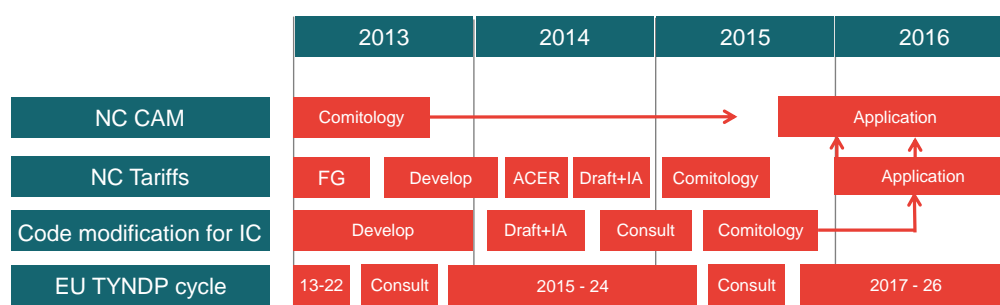 2013 2014 2015 2016
NC CAM Comitology Application
NC Tariffs FG Develop ACER Draft+IA Comitology Application
Code modification for IC Develop Draft+IA Consult Comitology
EU TYNDP cycle 13-22 Consult 2015 - 24 Consult 2017 - 26